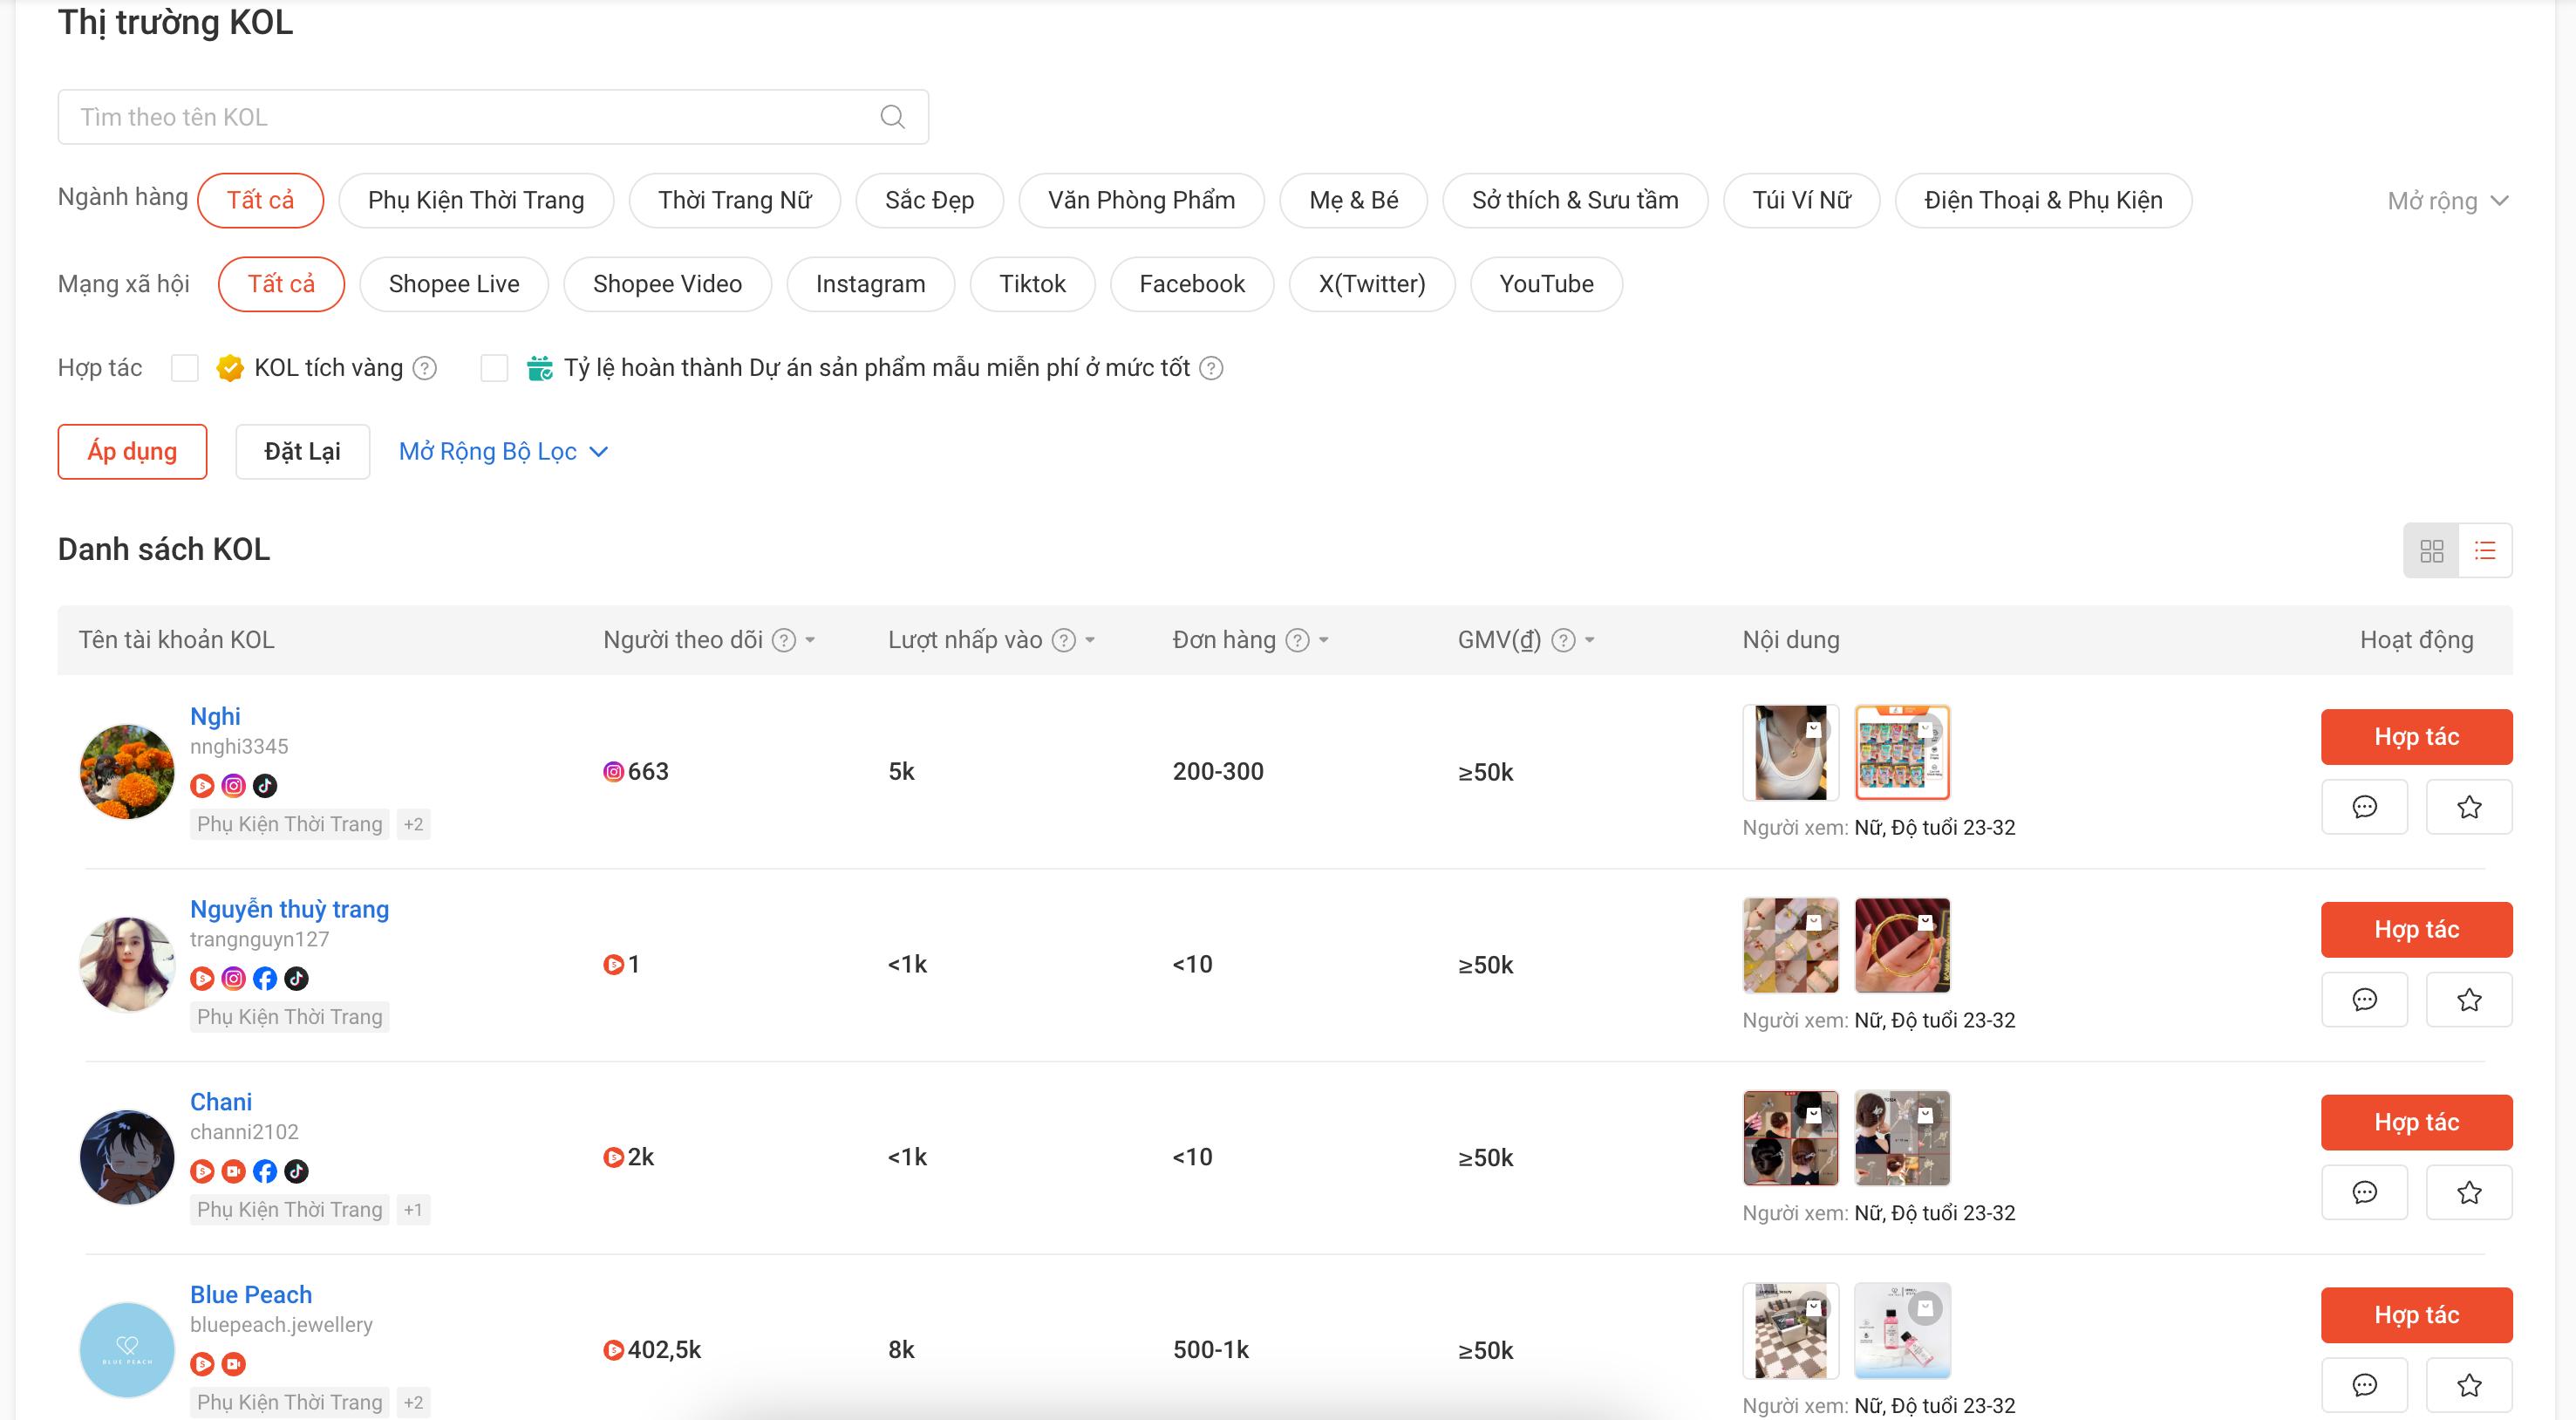 Thị trường KOL
Tìm theo tên KOL
Ngành hàng Tất cả Phụ Kiện Thời Trang Thời Trang Nữ Sắc Đẹp Văn Phòng Phẩm Mẹ & Bé Sở thích & Sưu tầm Túi Ví Nữ Điện Thoại & Phụ Kiện Mở rộng
Mạng xã hội Tất cả Shopee Live Shopee Video Instagram Tiktok Facebook X(Twitter) YouTube
Hợp tác KOL tích vàng Tỷ lệ hoàn thành Dự án sản phẩm mẫu miễn phí ở mức tốt
Áp dụng Đặt Lại Mở Rộng Bộ Lọc
Danh sách KOL
Tên tài khoản KOL Người theo dõi Lượt nhấp vào Đơn hàng GMV(₫) Nội dung Hoạt động
Nghi
nnghi3345
663 5k 200-300 ≥50k
Hợp tác
Phụ Kiện Thời Trang +2
Người xem: Nữ, Độ tuổi 23-32
Nguyễn thuỳ trang
trangnguyn127
1 <1k <10 ≥50k
Hợp tác
Phụ Kiện Thời Trang
Người xem: Nữ, Độ tuổi 23-32
Chani
channi2102
2k <1k <10 ≥50k
Hợp tác
Phụ Kiện Thời Trang +1
Người xem: Nữ, Độ tuổi 23-32
Blue Peach
bluepeach.jewellery
BLUE PEACH
402,5k 8k 500-1k ≥50k
Hợp tác
Phụ Kiện Thời Trang +2
Người xem: Nữ, Độ tuổi 23-32